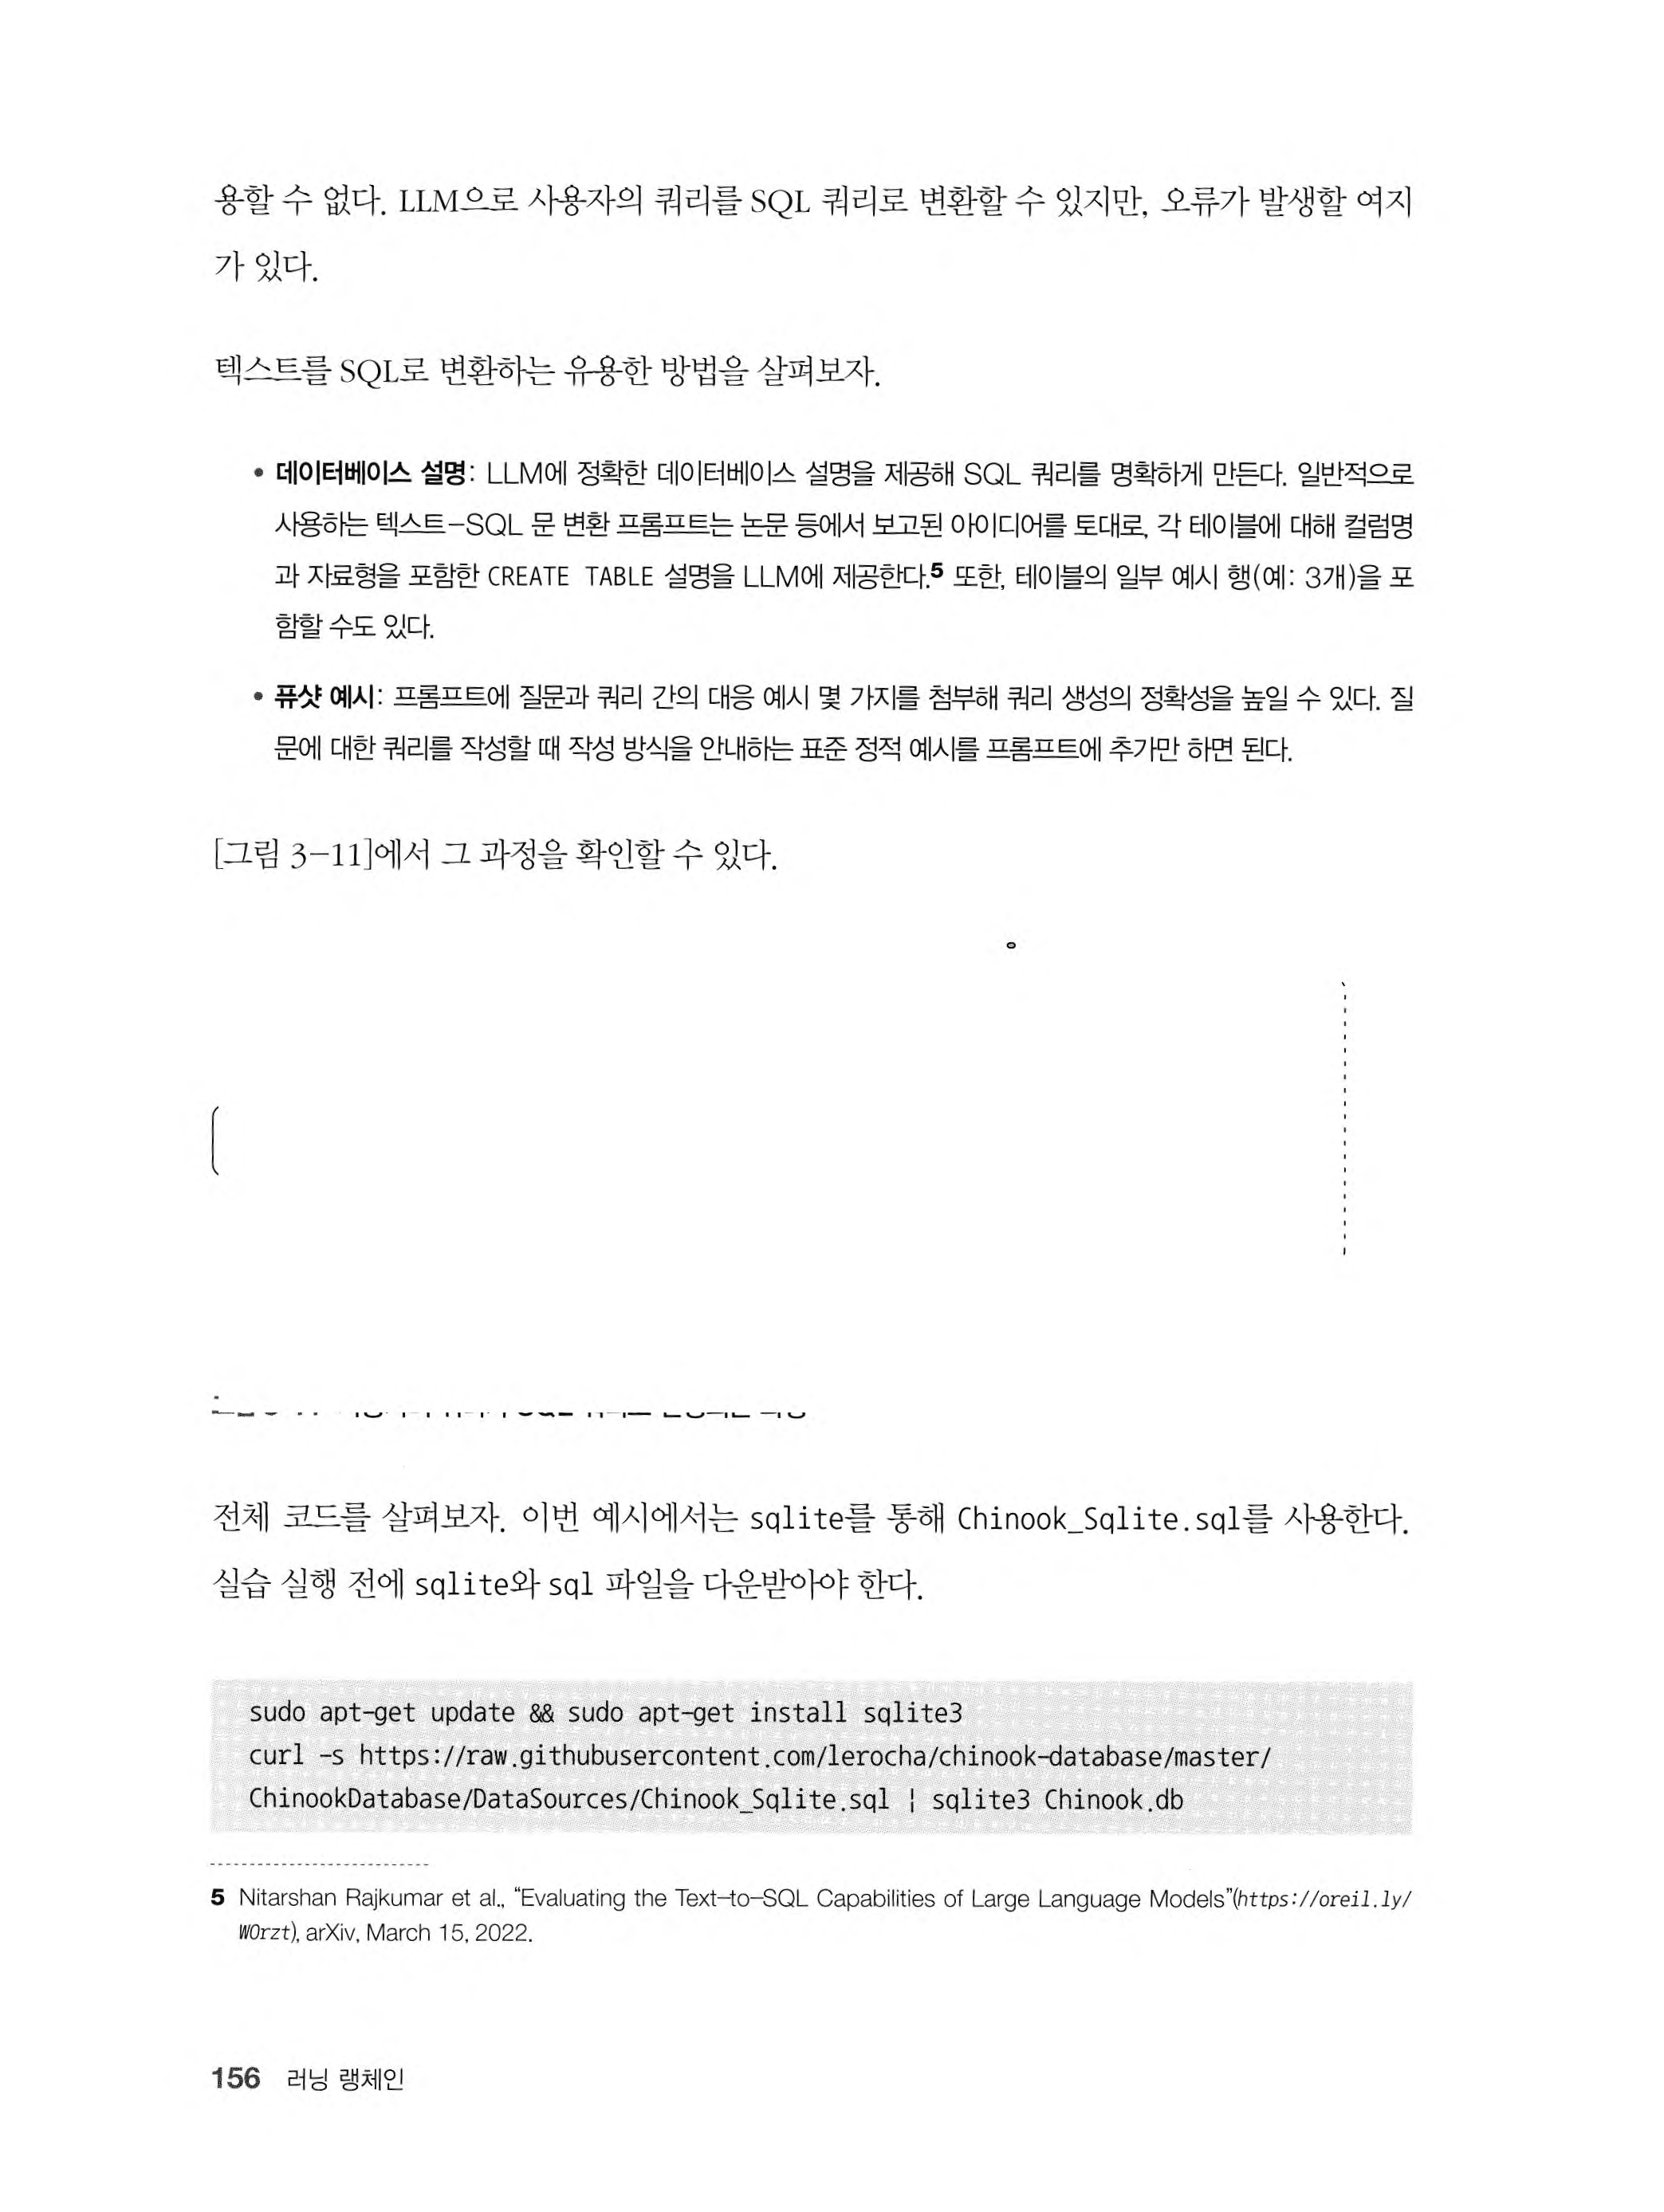 용할 수 없다. LLM으로 사용자의 쿼리를 SQL 쿼리로 변환할 수 있지만, 오류가 발생할 여지
가 있다.
텍스트를 SQL로 변환하는 유용한 방법을 살펴보자.
• 데이터베이스 설명: LLM에 정확한 데이터베이스 설명을 제공해 SQL 쿼리를 명확하게 만든다. 일반적으로
사용하는 텍스트-SQL 문 변환 프롬프트는 논문 등에서 보고된 아이디어를 토대로, 각 테이블에 대해 컬럼명
과 자료형을 포함한 CREATE TABLE 설명을 LLM에 제공한다.5 또한, 테이블의 일부 예시 행(예: 3개)을 포
함할 수도 있다.
• 퓨샷 예시: 프롬프트에 질문과 쿼리 간의 대응 예시 몇 가지를 첨부해 쿼리 생성의 정확성을 높일 수 있다. 질
문에 대한 쿼리를 작성할 때 작성 방식을 안내하는 표준 정적 예시를 프롬프트에 추가만 하면 된다.
[그림 3-11]에서 그 과정을 확인할 수 있다.
전체 코드를 살펴보자. 이번 예시에서는 sqlite를 통해 Chinook_Sqlite.sql를 사용한다.
실습 실행 전에 sqlite와 sql 파일을 다운받아야 한다.
sudo apt-get update && sudo apt-get install sqlite3
curl -s https://raw.githubusercontent.com/lerocha/chinook-database/master/
ChinookDatabase/DataSources/Chinook_Sqlite.sql | sqlite3 Chinook.db
5 Nitarshan Rajkumar et al., “Evaluating the Text-to-SQL Capabilities of Large Language Models”(https://oreil.ly/
WOrzt), arXiv, March 15, 2022.
156 러닝 랭체인